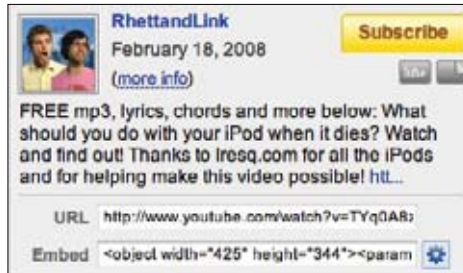 RhettandLink
February 18, 2008
(more info)
Subscribe
FREE mp3, lyrics, chords and more below: What
should you do with your iPod when it dies? Watch
and find out! Thanks to Iresq.com for all the iPods
and for helping make this video possible! htt...
URL http://www.youtube.com/watch?v=TYq0A8
Embed <object width="425" height="344"><param